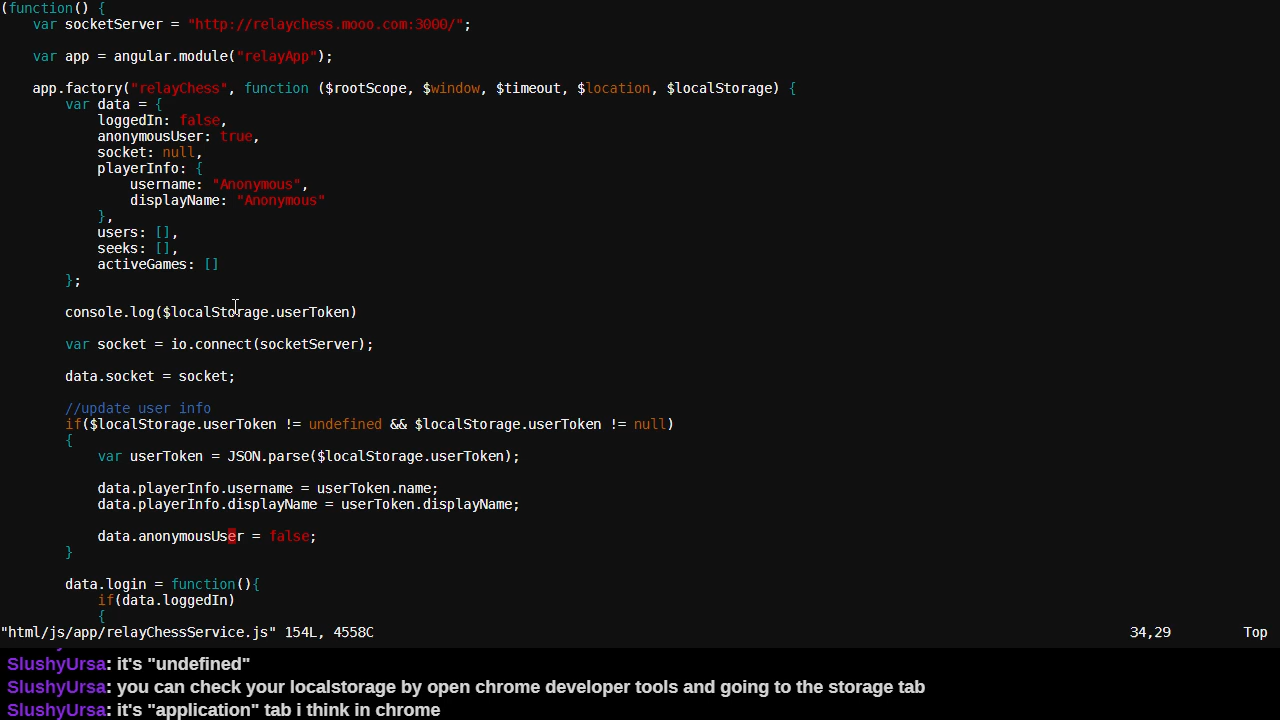 (function() {
    var socketServer = "http://relaychess.mooo.com:3000/";
    var app = angular.module("relayApp");
    app.factory("relayChess", function ($rootScope, $window, $timeout, $location, $localStorage) {
        var data = {
            loggedIn: false,
            anonymousUser: true,
            socket: null,
            playerInfo: {
                username: "Anonymous",
                displayName: "Anonymous"
            },
            users: [],
            seeks: [],
            activeGames: []
        };
        console.log($localStorage.userToken)
        var socket = io.connect(socketServer);
        data.socket = socket;
        //update user info
        if($localStorage.userToken != undefined && $localStorage.userToken != null)
        {
            var userToken = JSON.parse($localStorage.userToken);
            data.playerInfo.username = userToken.name;
            data.playerInfo.displayName = userToken.displayName;
            data.anonymousUser = false;
        }
        data.login = function(){
            if(data.loggedIn)
            {
"html/js/app/relayChessService.js" 154L, 4558C 34,29 Top
SlushyUrsa: it's "undefined"
SlushyUrsa: you can check your localstorage by open chrome developer tools and going to the storage tab
SlushyUrsa: it's "application" tab i think in chrome